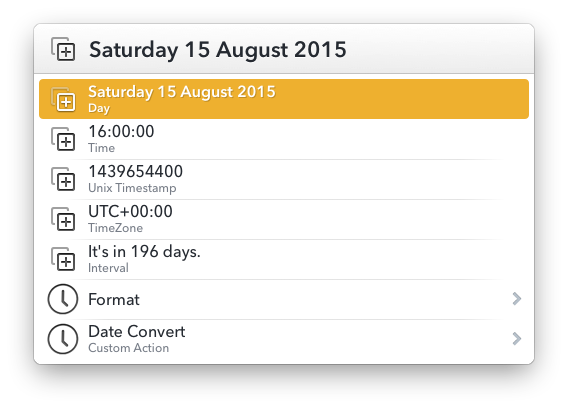 Saturday 15 August 2015
Saturday 15 August 2015
Day
16:00:00
Time
1439654400
Unix Timestamp
UTC+00:00
TimeZone
It's in 196 days.
Interval
Format
Date Convert
Custom Action